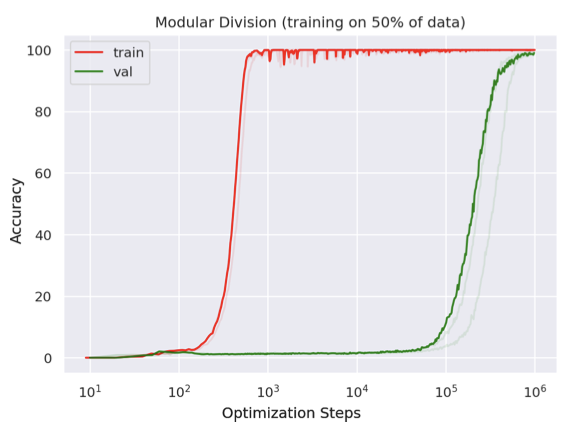 Modular Division (training on 50% of data)
train
val
Accuracy
100
80
60
40
20
0
10¹ 10² 10³ 10⁴ 10⁵ 10⁶
Optimization Steps